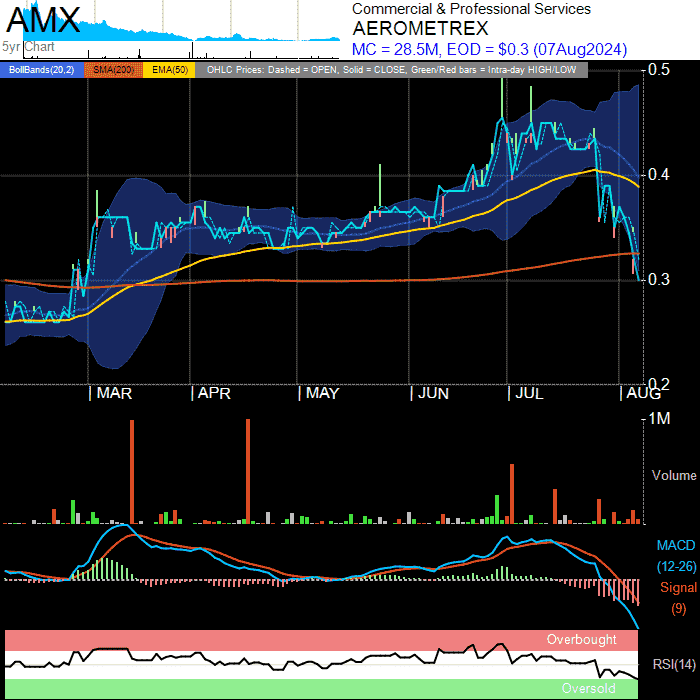 AMX
5yr Chart
Commercial & Professional Services
AEROMETREX
MC = 28.5M, EOD = $0.3 (07Aug2024)
BollBands(20,2) SMA(200) EMA(50) OHLC Prices: Dashed = OPEN, Solid = CLOSE, Green/Red bars = Intra-day HIGH/LOW
0.5
0.4
0.3
0.2
MAR APR MAY JUN JUL AUG
1M
Volume
MACD
(12-26)
Signal
(9)
Overbought
RSI(14)
Oversold